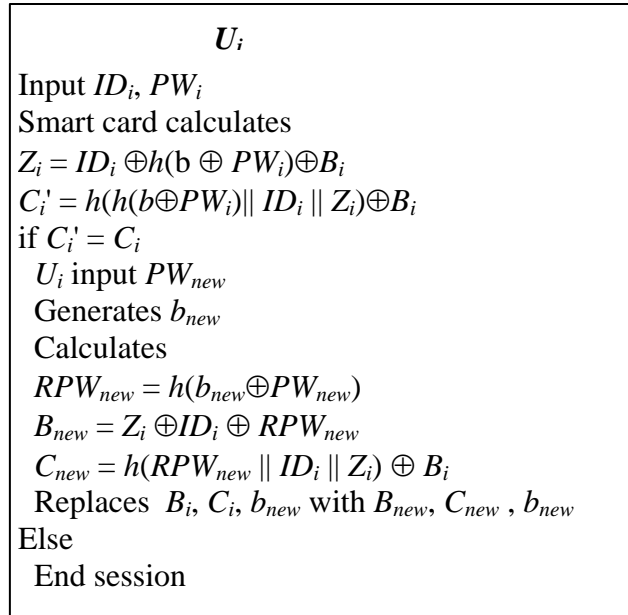 Ui
Input IDi, PWi
Smart card calculates
Zi = IDi ⊕h(b ⊕ PWi)⊕Bi
Ci' = h(h(b⊕PWi)|| IDi || Zi)⊕Bi
if Ci' = Ci
Ui input PWnew
Generates bnew
Calculates
RPWnew = h(bnew⊕PWnew)
Bnew = Zi ⊕IDi ⊕ RPWnew
Cnew = h(RPWnew || IDi || Zi) ⊕ Bi
Replaces Bi, Ci, bnew with Bnew, Cnew , bnew
Else
End session